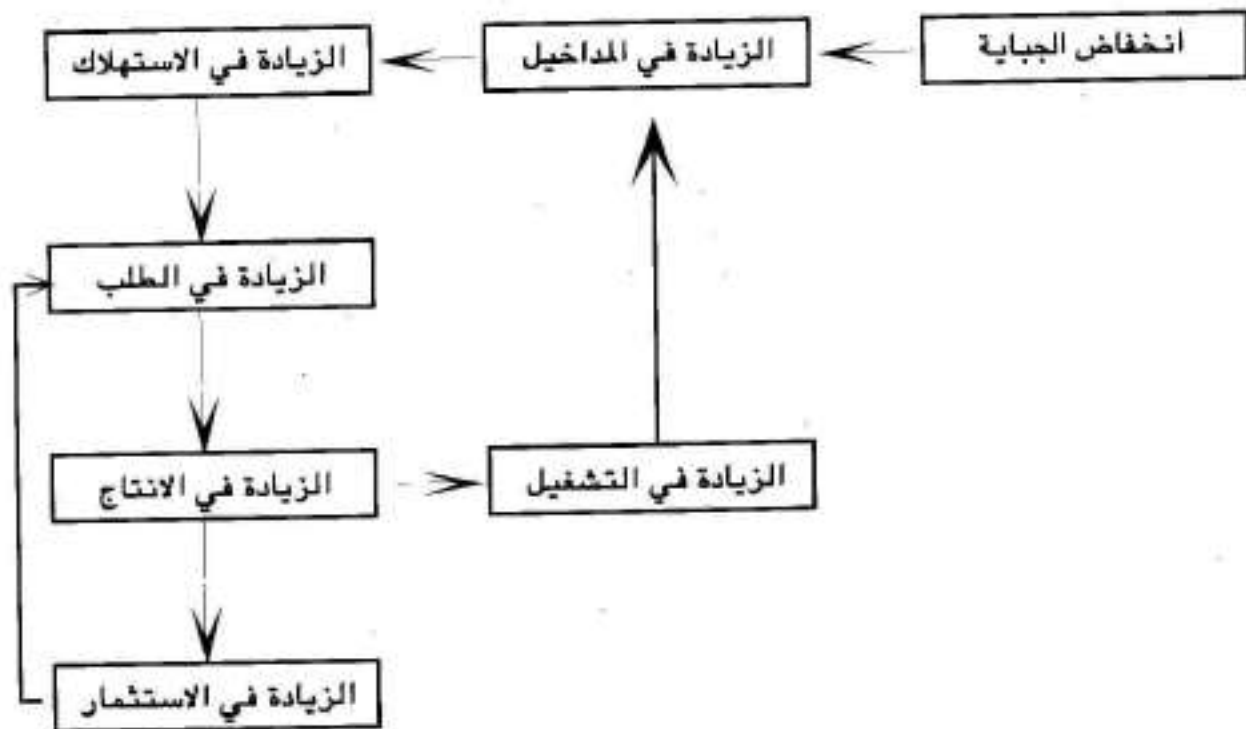 انخفاض الجباية
الزيادة في المداخيل
الزيادة في الاستهلاك
الزيادة في الطلب
الزيادة في الانتاج
الزيادة في التشغيل
الزيادة في الاستثمار